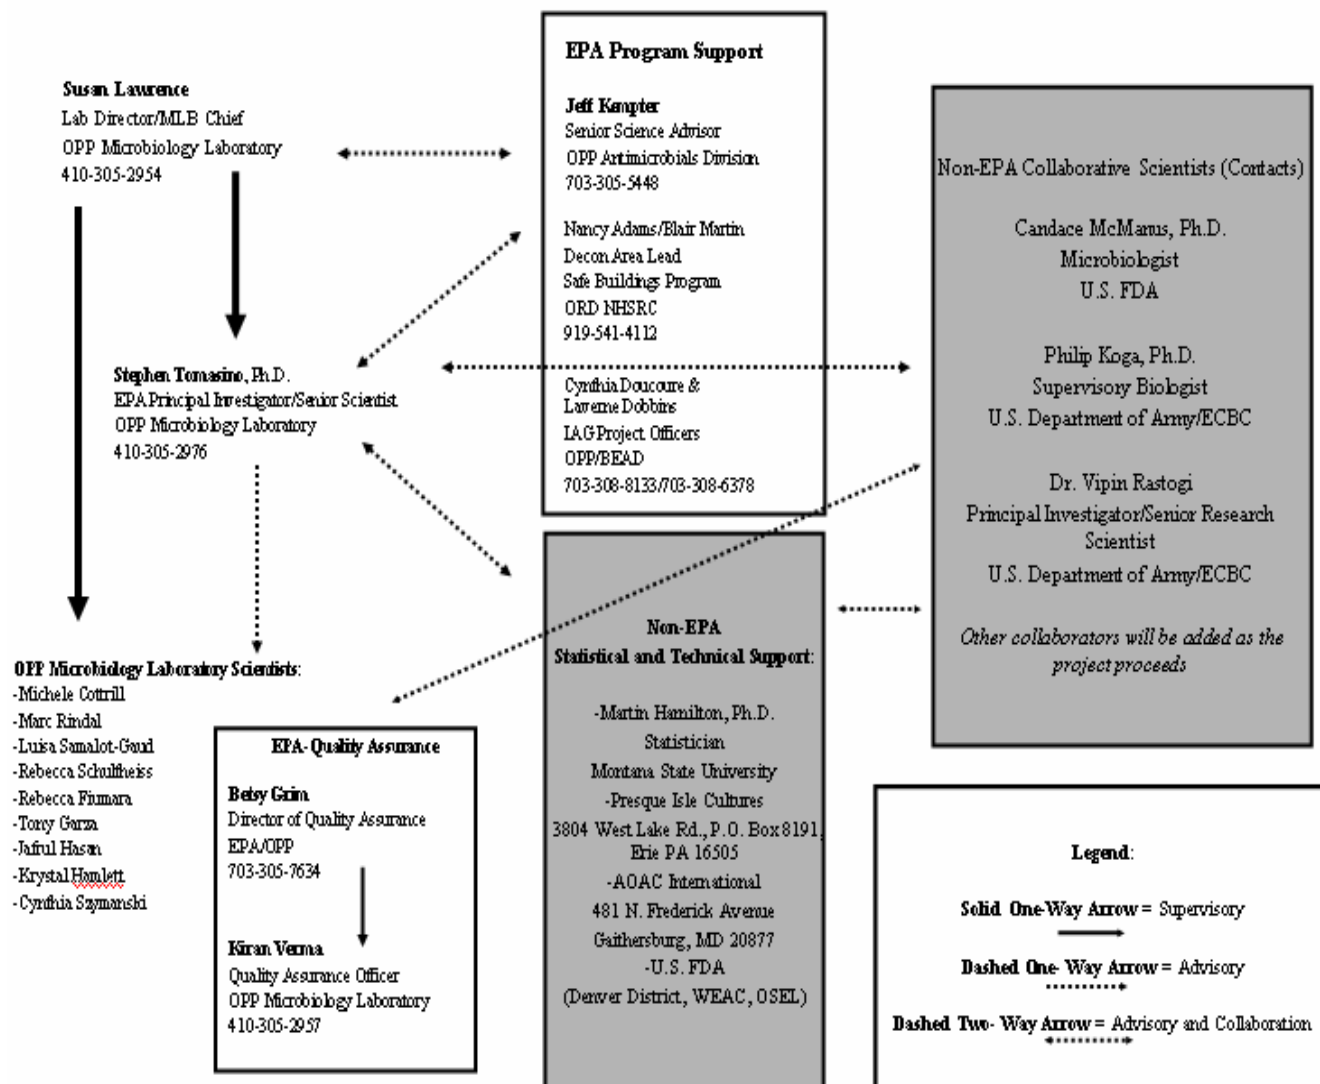 Susan Lawrence
Lab Director/MLB Chief
OPP Microbiology Laboratory
410-305-2954
Stephen Tomasino, Ph.D.
EPA Principal Investigator/Senior Scientist
OPP Microbiology Laboratory
410-305-2976
OPP Microbiology Laboratory Scientists:
-Michele Cottrill
-Marc Rindal
-Luisa Samalot-Gaud
-Rebecca Schultheiss
-Rebecca Fiumara
-Tony Garza
-Jafrul Hasan
-Krystal Hamlett
-Cynthia Szymanski
EPA- Quality Assurance
Betsy Grim
Director of Quality Assurance
EPA/OPP
703-305-7634
Kiran Verma
Quality Assurance Officer
OPP Microbiology Laboratory
410-305-2957
EPA Program Support
Jeff Kempter
Senior Science Advisor
OPP Antimicrobials Division
703-305-5448
Nancy Adams/Blair Martin
Decon Area Lead
Safe Buildings Program
ORD NHSRC
919-541-4112
Cynthia Doucoure &
Laverne Dobbins
IAG Project Officers
OPP/BEAD
703-308-8133/703-308-6378
Non-EPA
Statistical and Technical Support:
-Martin Hamilton, Ph.D.
Statistician
Montana State University
-Presque Isle Cultures
3804 West Lake Rd., P.O. Box 8191,
Erie PA 16505
-AOAC International
481 N. Frederick Avenue
Gaithersburg, MD 20877
-U.S. FDA
(Denver District, WEAC, OSEL)
Non-EPA Collaborative Scientists (Contacts)
Candace McManus, Ph.D.
Microbiologist
U.S. FDA
Philip Koga, Ph.D.
Supervisory Biologist
U.S. Department of Army/ECBC
Dr. Vipin Rastogi
Principal Investigator/Senior Research
Scientist
U.S. Department of Army/ECBC
Other collaborators will be added as the
project proceeds
Legend:
Solid One-Way Arrow = Supervisory
Dashed One- Way Arrow = Advisory
Dashed Two- Way Arrow = Advisory and Collaboration